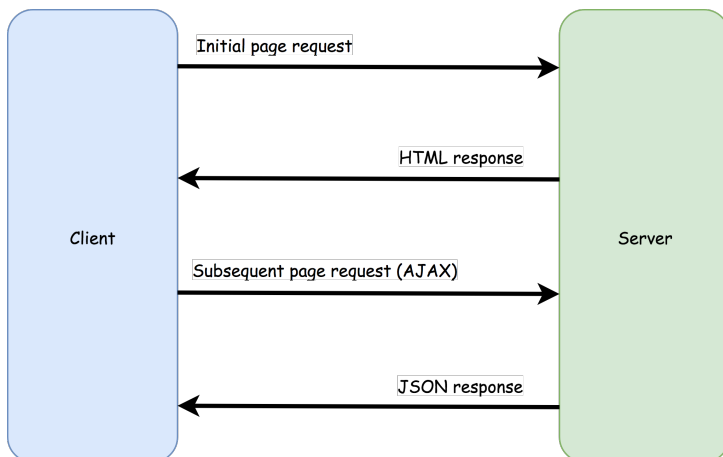 Initial page request
HTML response
Client
Server
Subsequent page request (AJAX)
JSON response